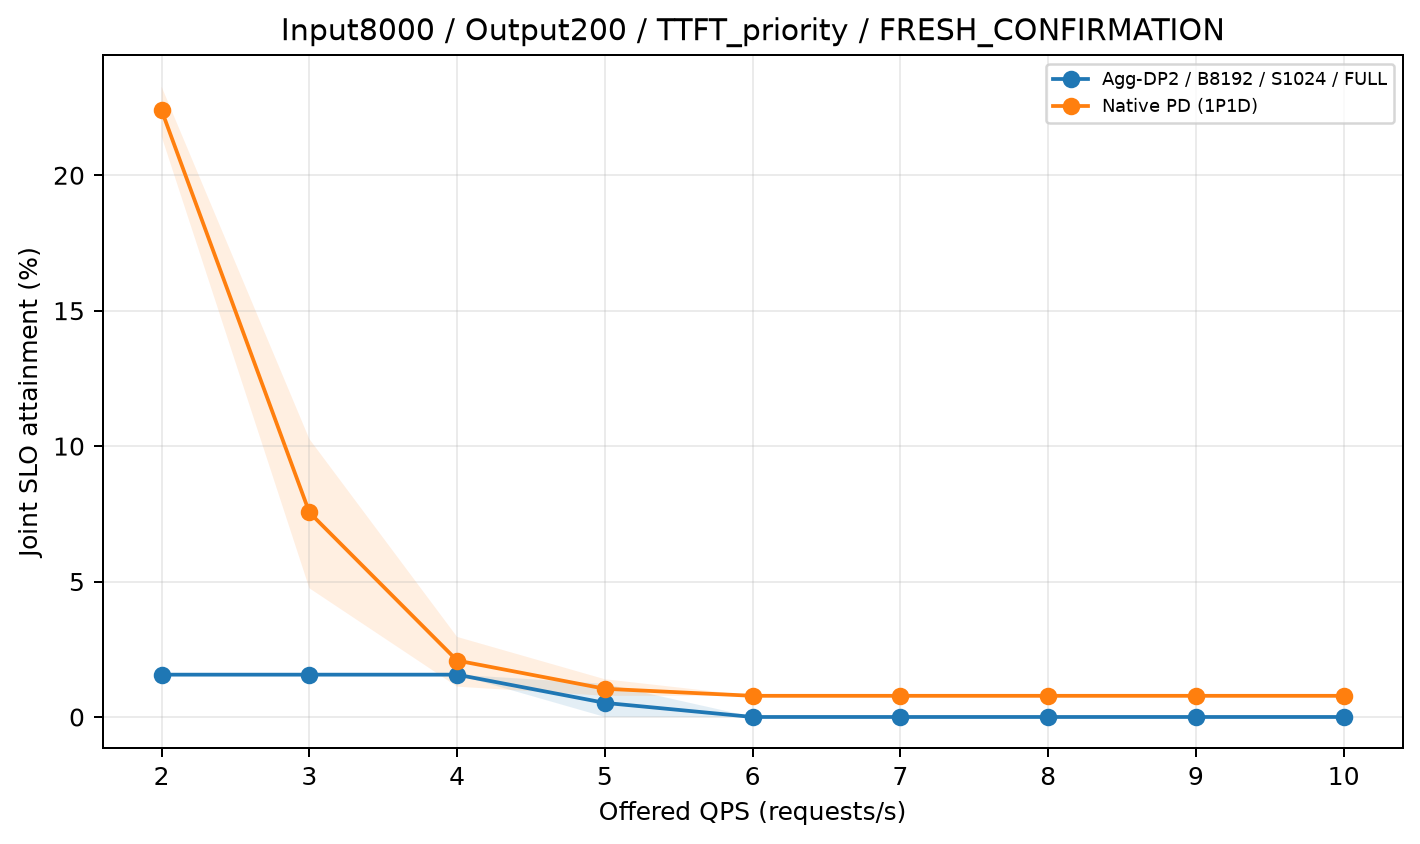 Input8000 / Output200 / TTFT_priority / FRESH_CONFIRMATION
Agg-DP2 / B8192 / S1024 / FULL
Native PD (1P1D)
Joint SLO attainment (%)
20
15
10
5
0
2 3 4 5 6 7 8 9 10
Offered QPS (requests/s)